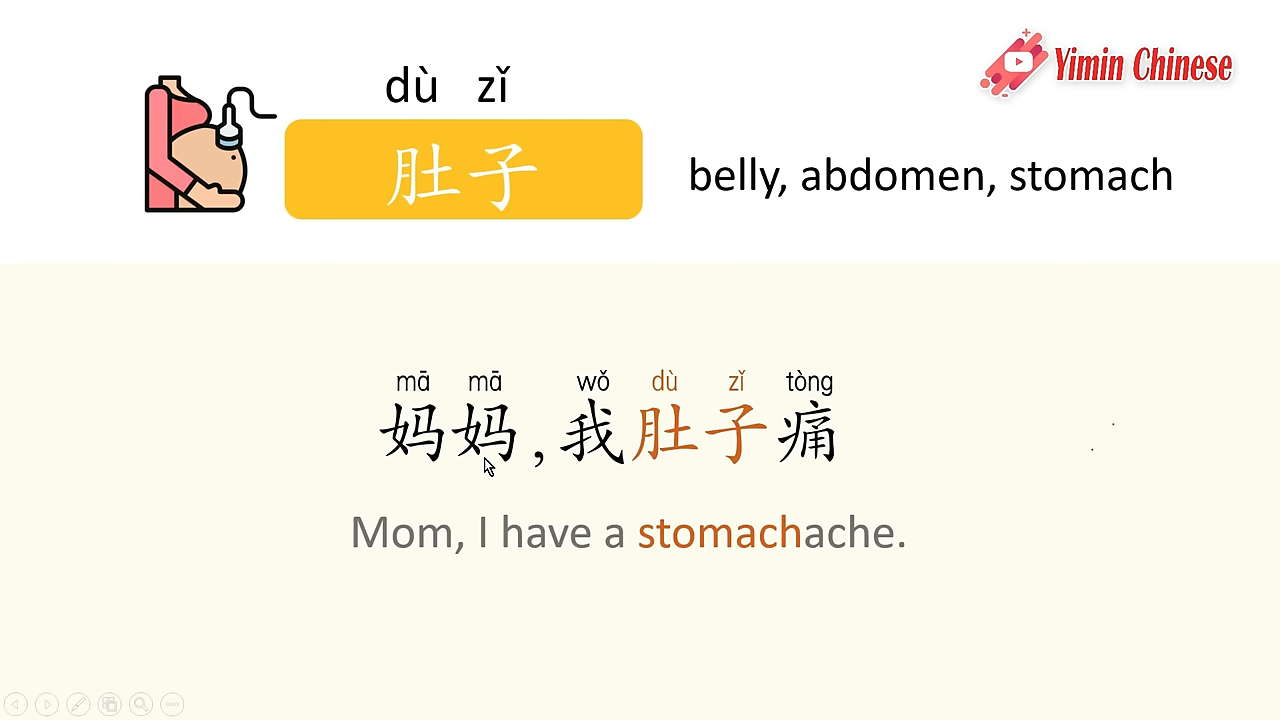 Yimin Chinese
dù zǐ
肚子
belly, abdomen, stomach
mā mā wǒ dù zǐ tòng
妈妈,我肚子痛
Mom, I have a stomachache.